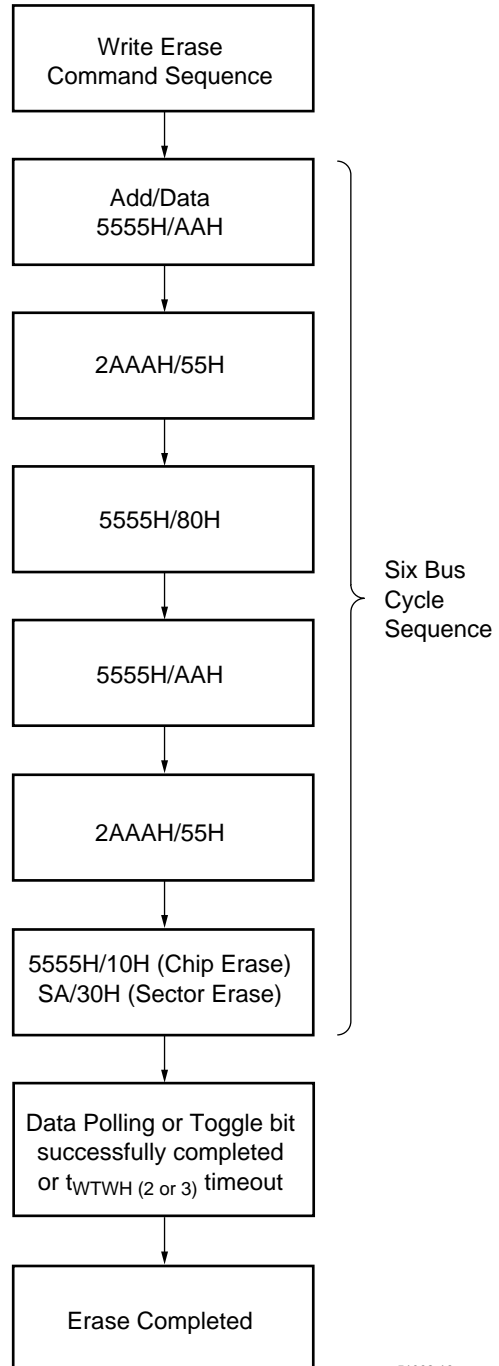 Write Erase
Command Sequence
Add/Data
5555H/AAH
2AAAH/55H
5555H/80H
Six Bus
Cycle
Sequence
5555H/AAH
2AAAH/55H
5555H/10H (Chip Erase)
SA/30H (Sector Erase)
Data Polling or Toggle bit
successfully completed
or tWTWH (2 or 3) timeout
Erase Completed